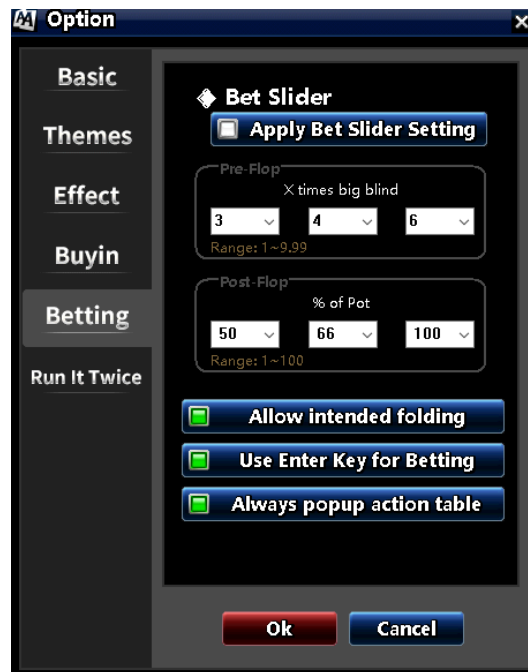 AA Option
Basic
Themes
Effect
Buyin
Betting
Run It Twice
Bet Slider
Apply Bet Slider Setting
Pre-Flop
X times big blind
3 4 6
Range: 1~9.99
Post-Flop
% of Pot
50 66 100
Range: 1~100
Allow intended folding
Use Enter Key for Betting
Always popup action table
Ok Cancel